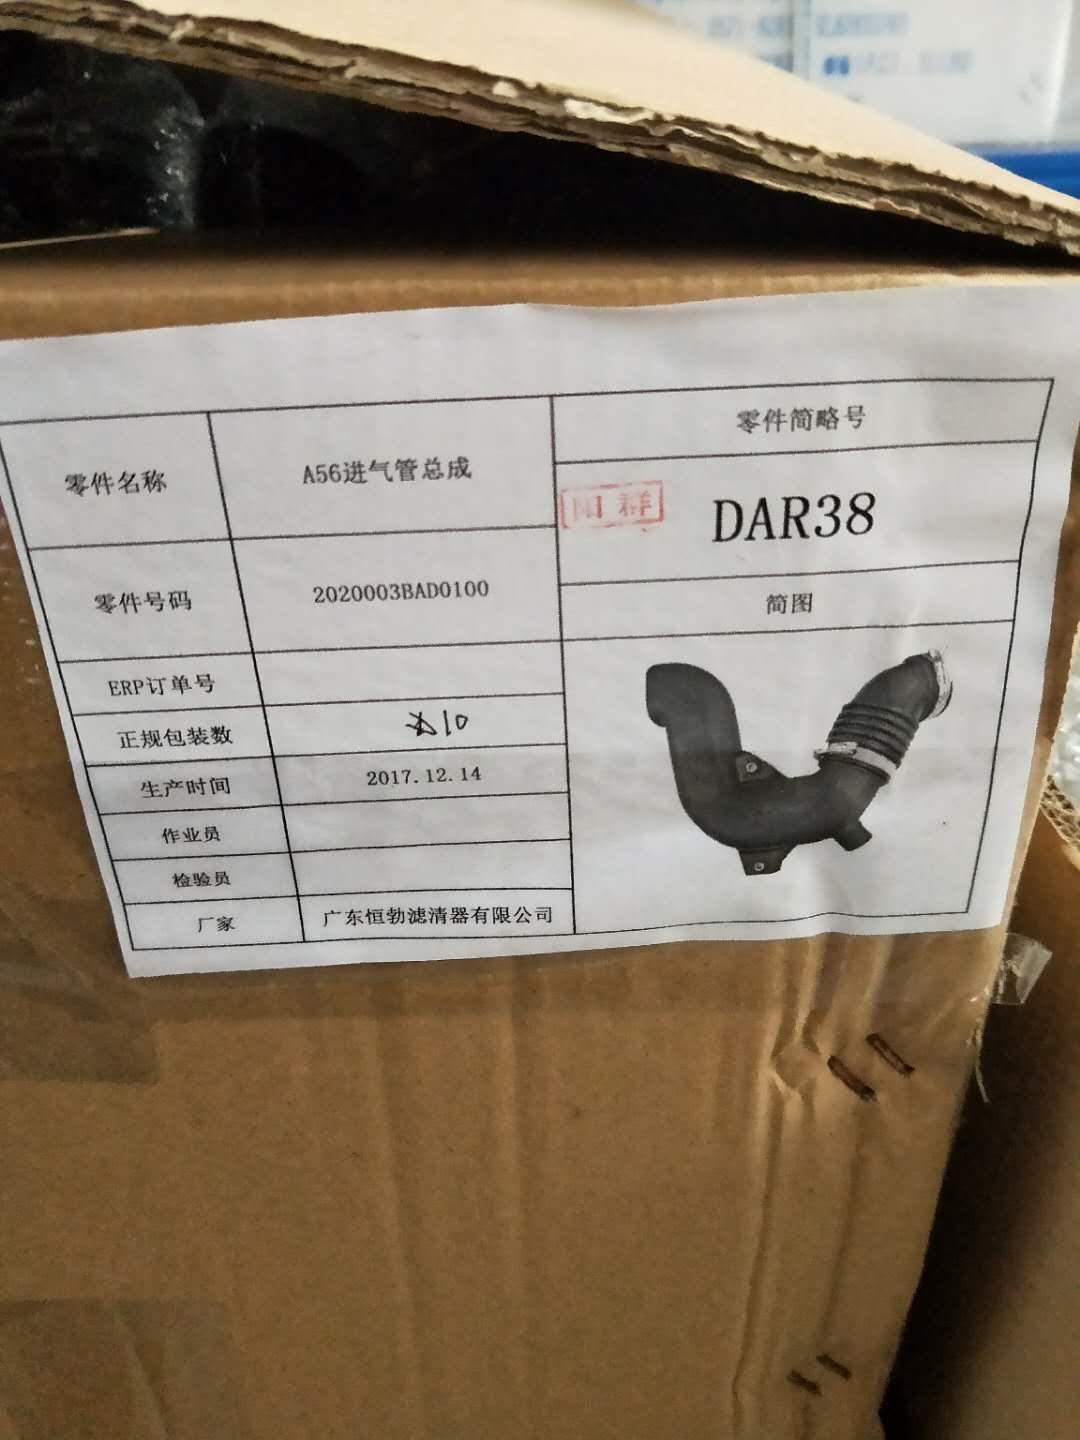 零件名称 A56进气管总成 零件简略号
DAR38
零件号码 2020003BAD0100
简图
ERP订单号
正规包装数 10
生产时间 2017.12.14
作业员
检验员
厂家 广东恒勃滤清器有限公司